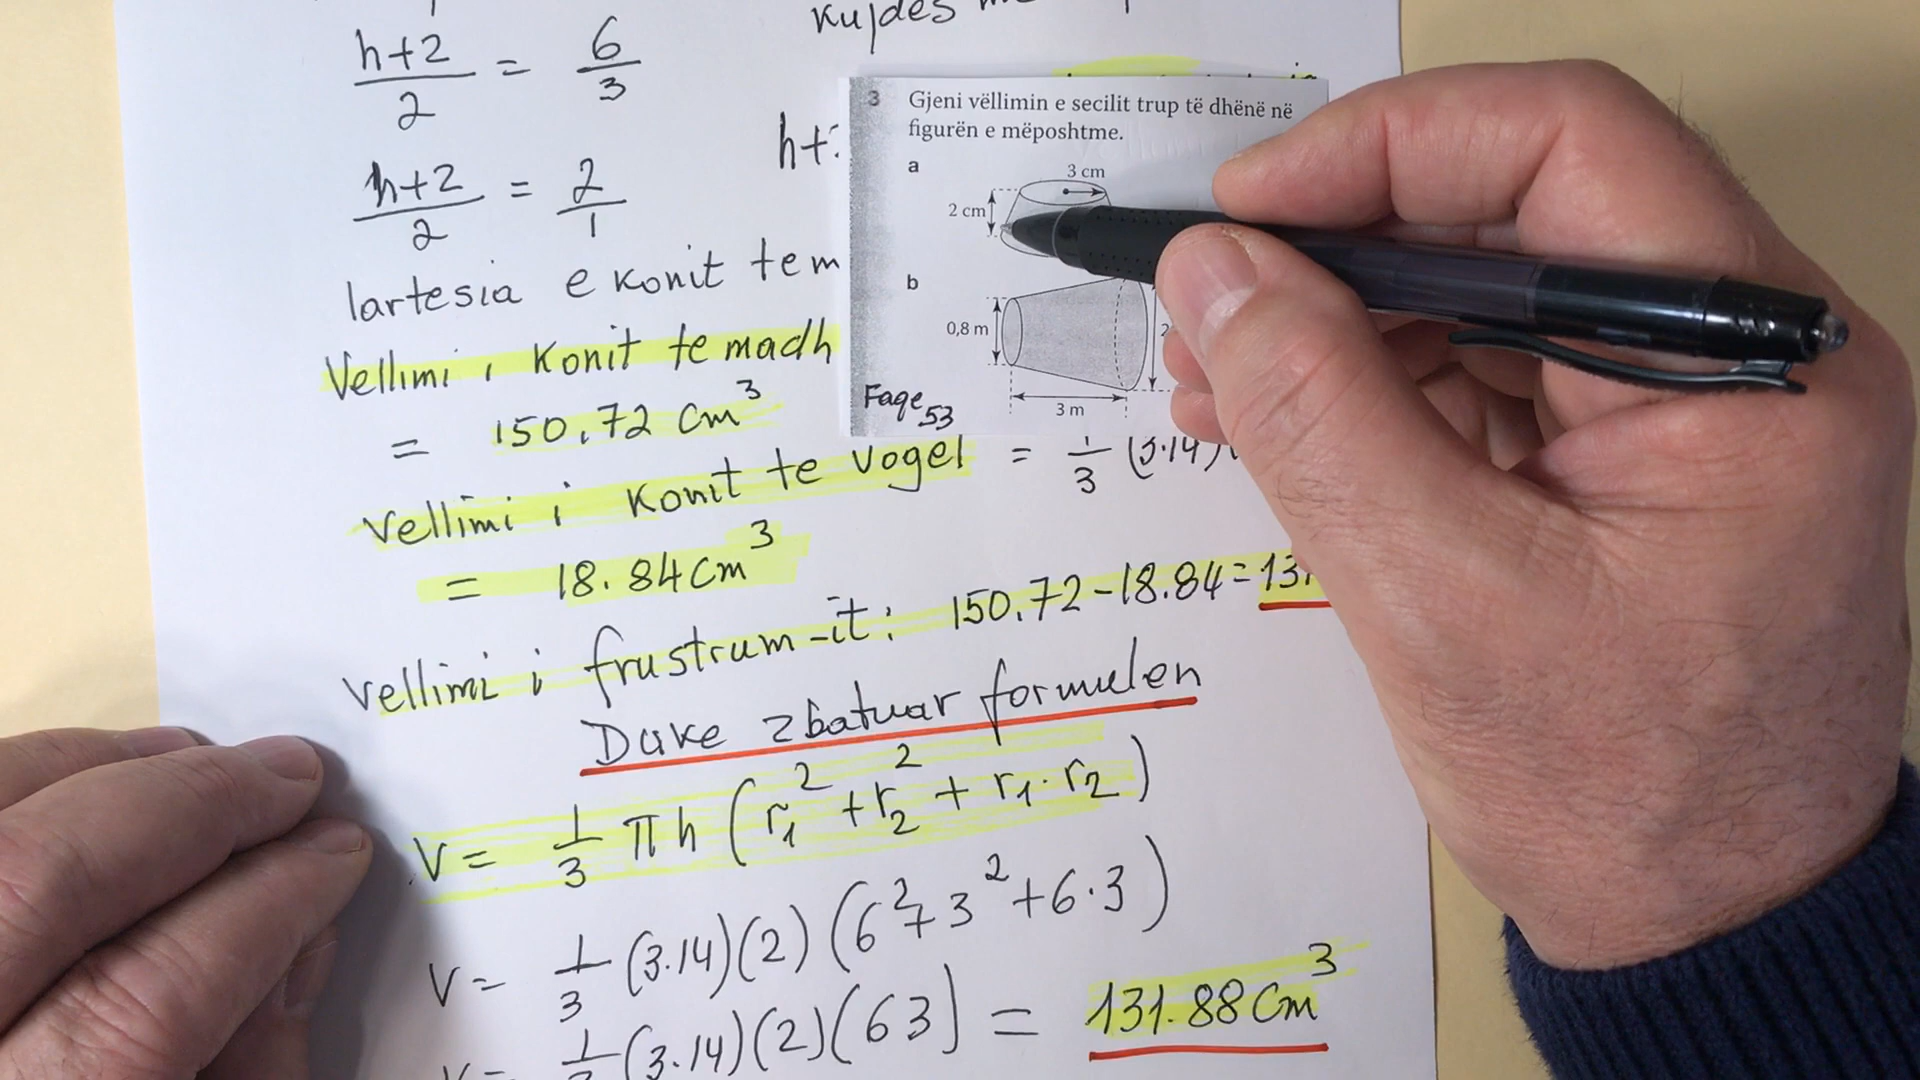 kujdes
h+2/2 = 6/3
h+
h+2/2 = 2/1
lartesia e konit te m
Vellimi i Konit te madh
= 150.72 Cm³
Vellimi i Konit te vogel = 1/3 (3.14)
= 18.84 Cm³
Vellimi i frustrum-it: 150.72-18.84=131
Duke zbatuar formulen
V = 1/3 π h (r₁² + r₂² + r₁·r₂)
V = 1/3 (3.14)(2)(6²+3²+6·3)
V = 1/3 (3.14)(2)(63) = 131.88 Cm³
3 Gjeni vëllimin e secilit trup të dhënë në
figurën e mëposhtme.
a
3 cm
2 cm
b
0,8 m
2
3 m
Faqe 53